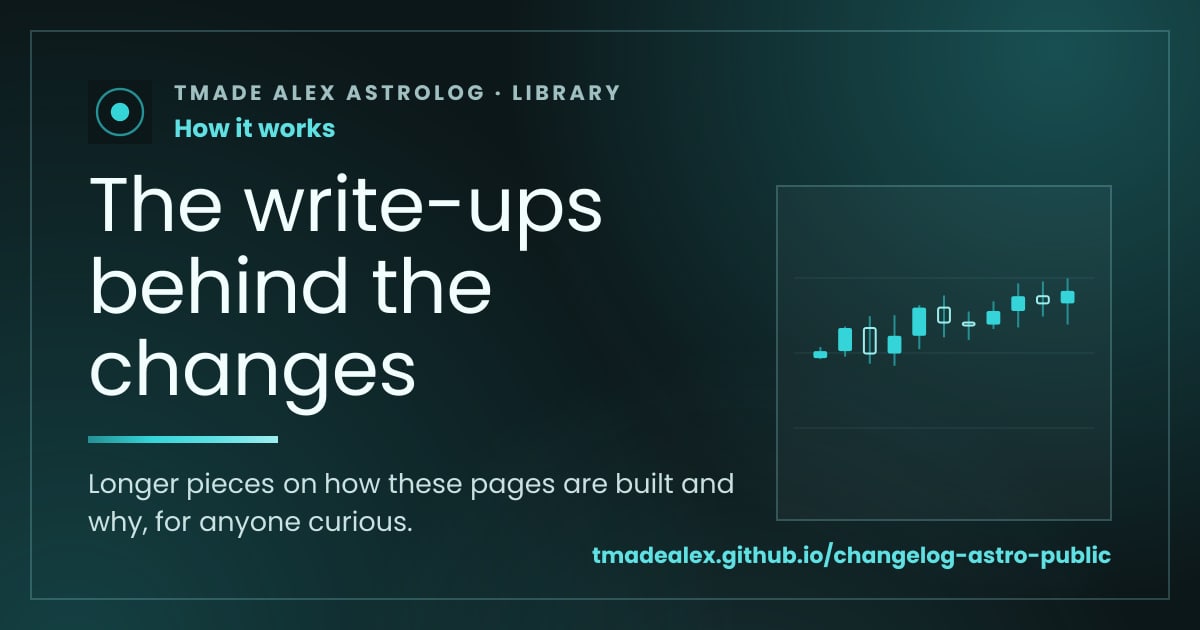 TMADE ALEX ASTROLOG · LIBRARY
How it works
The write-ups
behind the
changes
Longer pieces on how these pages are built and
why, for anyone curious.
tmadealex.github.io/changelog-astro-public